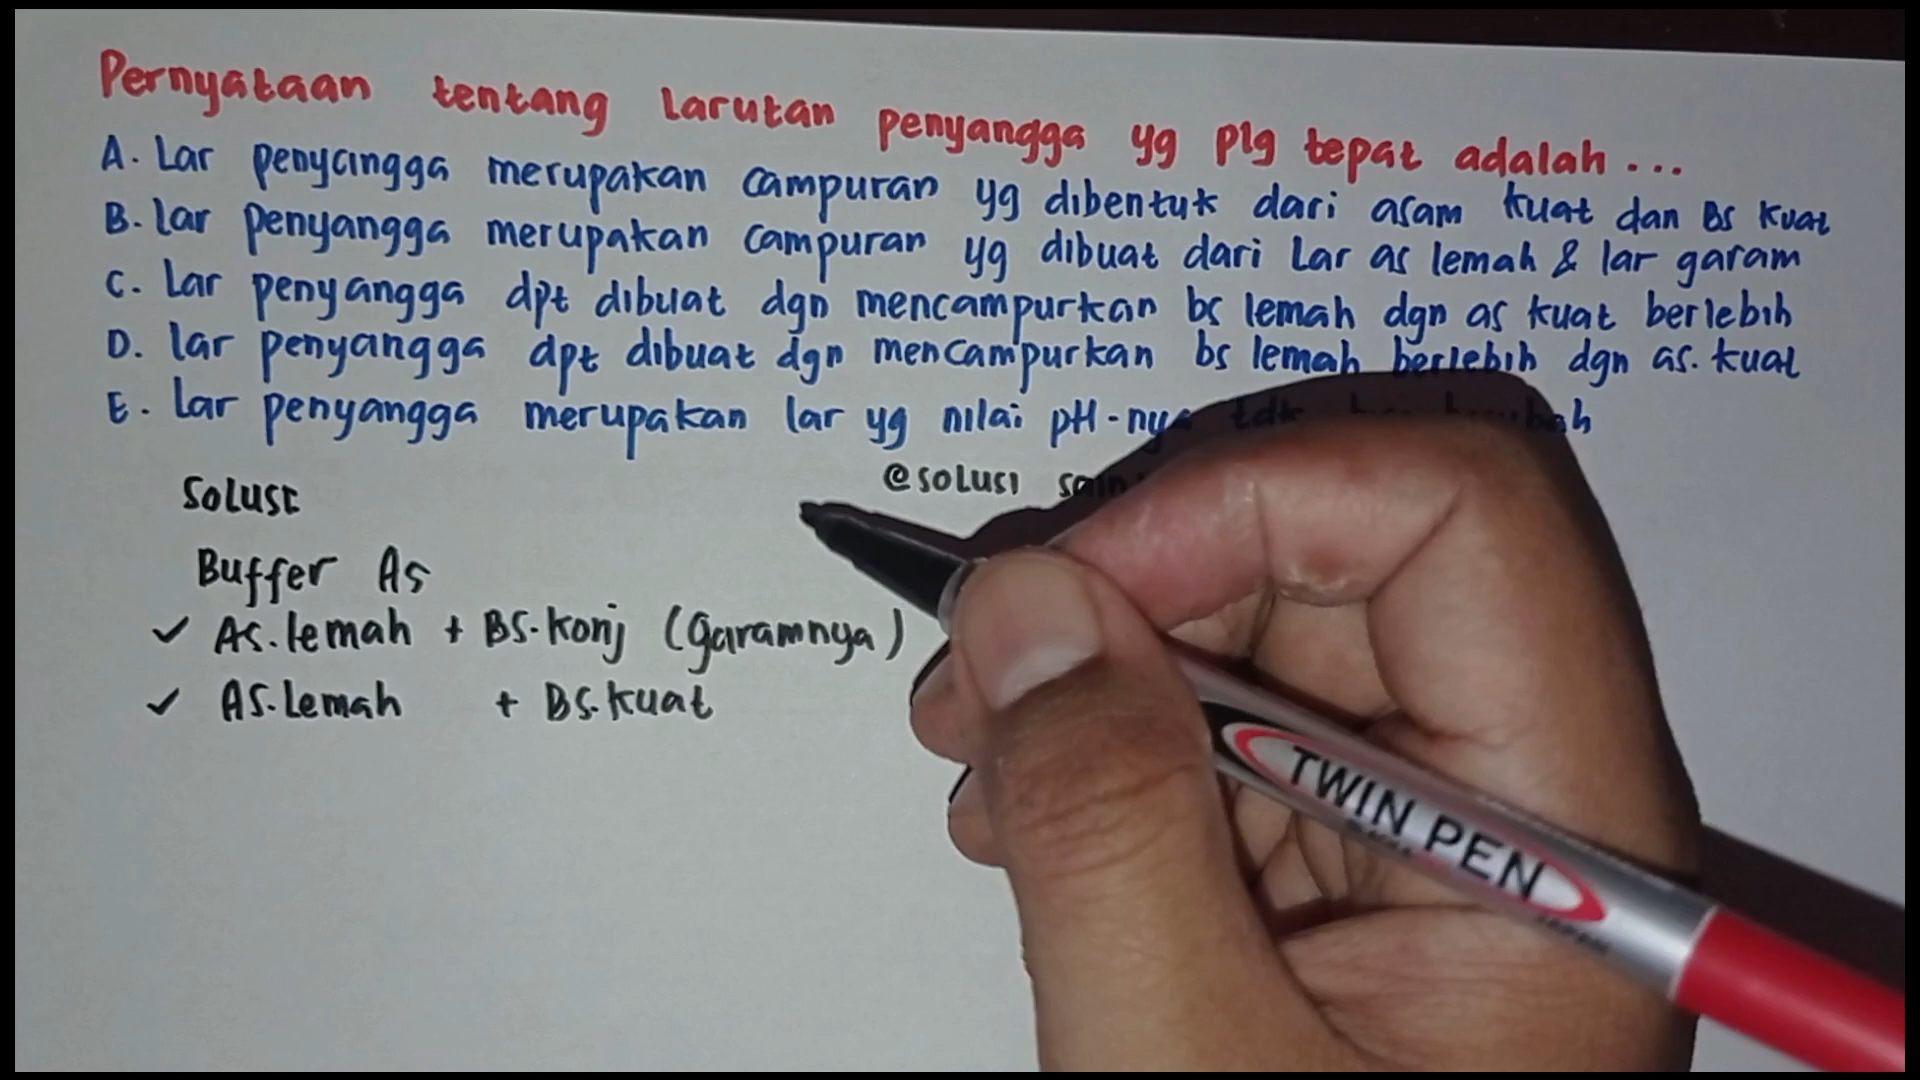 Pernyataan tentang Larutan penyangga yg plg tepat adalah ...
A. Lar penyangga merupakan campuran yg dibentuk dari asam kuat dan Bs Kuat
B. lar penyangga merupakan campuran yg dibuat dari Lar as lemah & lar garam
C. Lar penyangga dpt dibuat dgn mencampurkan bs lemah dgn as kuat berlebih
D. lar penyangga dpt dibuat dgn mencampurkan bs lemah berlebih dgn as. kuat
E. Lar penyangga merupakan lar yg nilai pH-nya tdk
@solusi
SOLUSI
Buffer As
✓ As.lemah + BS.konj (garamnya)
✓ AS.Lemah + BS.kuat
TWIN PEN